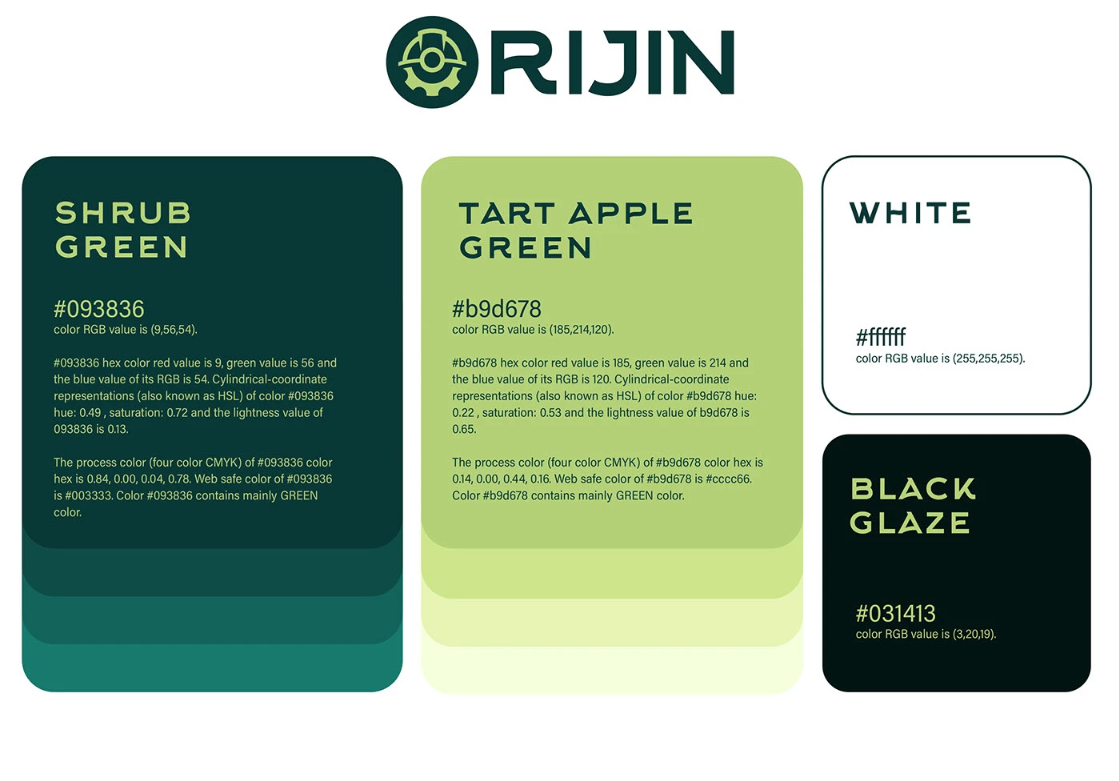 ORIJIN
SHRUB
GREEN
#093836
color RGB value is (9,56,54).
#093836 hex color red value is 9, green value is 56 and
the blue value of its RGB is 54. Cylindrical-coordinate
representations (also known as HSL) of color #093836
hue: 0.49 , saturation: 0.72 and the lightness value of
093836 is 0.13.
The process color (four color CMYK) of #093836 color
hex is 0.84, 0.00, 0.04, 0.78. Web safe color of #093836
is #003333. Color #093836 contains mainly GREEN
color.
TART APPLE
GREEN
#b9d678
color RGB value is (185,214,120).
#b9d678 hex color red value is 185, green value is 214 and
the blue value of its RGB is 120. Cylindrical-coordinate
representations (also known as HSL) of color #b9d678 hue:
0.22 , saturation: 0.53 and the lightness value of b9d678 is
0.65.
The process color (four color CMYK) of #b9d678 color hex is
0.14, 0.00, 0.44, 0.16. Web safe color of #b9d678 is #cccc66.
Color #b9d678 contains mainly GREEN color.
WHITE
#ffffff
color RGB value is (255,255,255).
BLACK
GLAZE
#031413
color RGB value is (3,20,19).